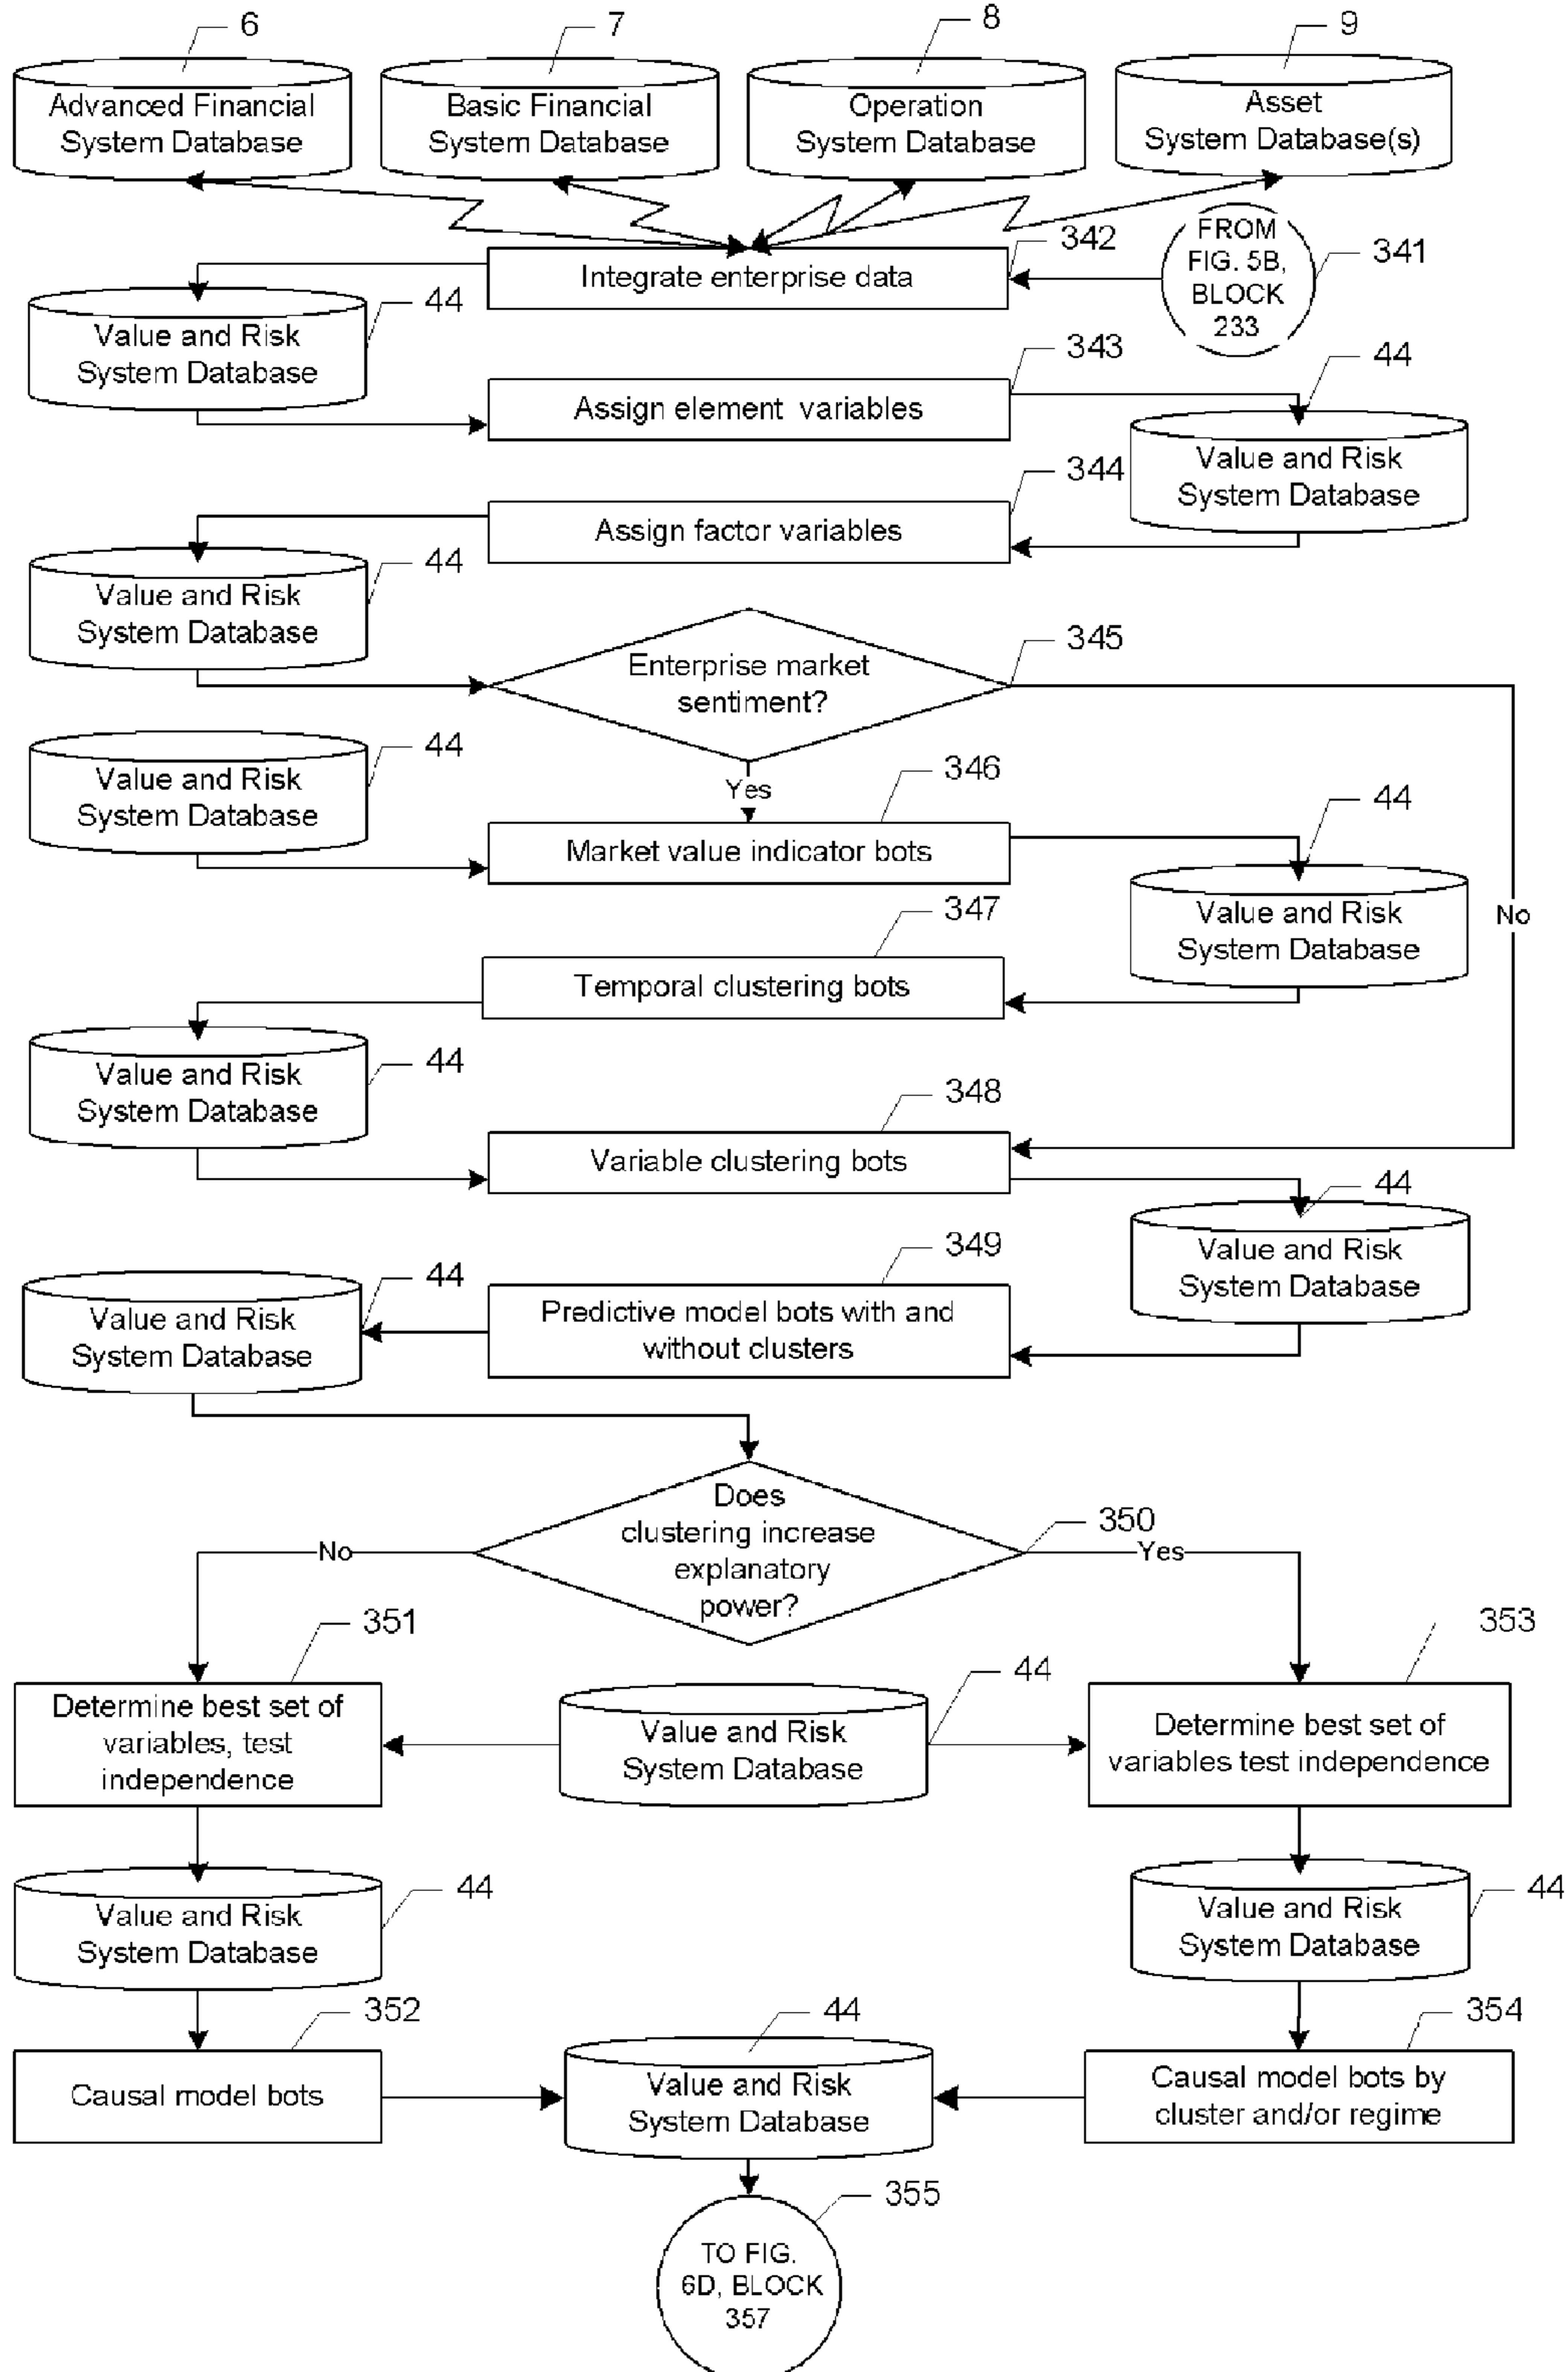 6
7
8
9
Advanced Financial
System Database
Basic Financial
System Database
Operation
System Database
Asset
System Database(s)
342
Integrate enterprise data
FROM
FIG. 5B,
BLOCK
233
341
44
Value and Risk
System Database
343
Assign element variables
44
Value and Risk
System Database
344
Assign factor variables
44
Value and Risk
System Database
345
Enterprise market
sentiment?
44
Value and Risk
System Database
Yes
346
Market value indicator bots
44
Value and Risk
System Database
No
347
Temporal clustering bots
44
Value and Risk
System Database
348
Variable clustering bots
44
Value and Risk
System Database
349
Predictive model bots with and
without clusters
44
Value and Risk
System Database
350
Does
clustering increase
explanatory
power?
No
Yes
351
Determine best set of
variables, test
independence
44
Value and Risk
System Database
353
Determine best set of
variables test independence
44
Value and Risk
System Database
44
Value and Risk
System Database
352
Causal model bots
44
Value and Risk
System Database
354
Causal model bots by
cluster and/or regime
355
TO FIG.
6D, BLOCK
357